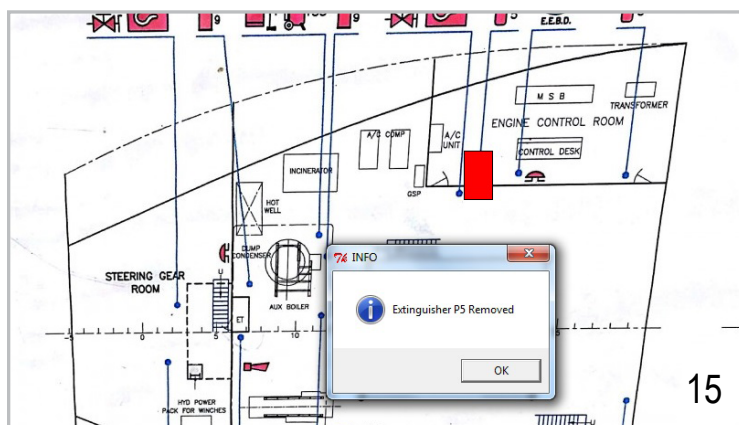 9
9
5
E.E.B.D.
M S B
TRANSFORMER
ENGINE CONTROL ROOM
A/C COMP
A/C
UNIT
CONTROL DESK
INCINERATOR
GSP
HOT
WELL
DUMP
CONDENSER
INFO
STEERING GEAR
ROOM
U
AUX BOILER
Extinguisher P5 Removed
ET
-5
0
5
10
OK
15
HYD POWER
PACK FOR WINCHES
U